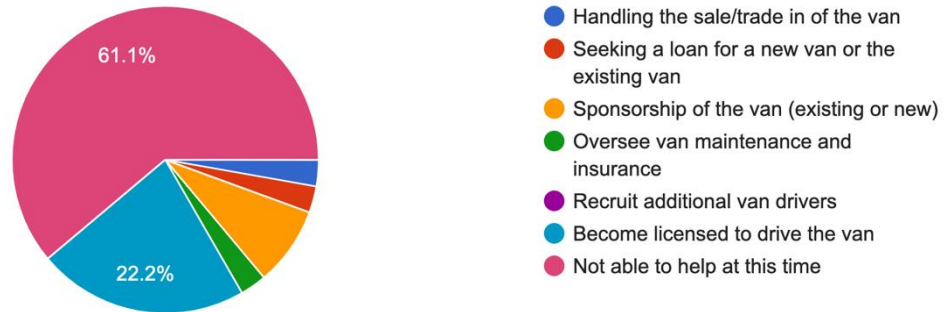 61.1%
22.2%
Handling the sale/trade in of the van
Seeking a loan for a new van or the
existing van
Sponsorship of the van (existing or new)
Oversee van maintenance and
insurance
Recruit additional van drivers
Become licensed to drive the van
Not able to help at this time